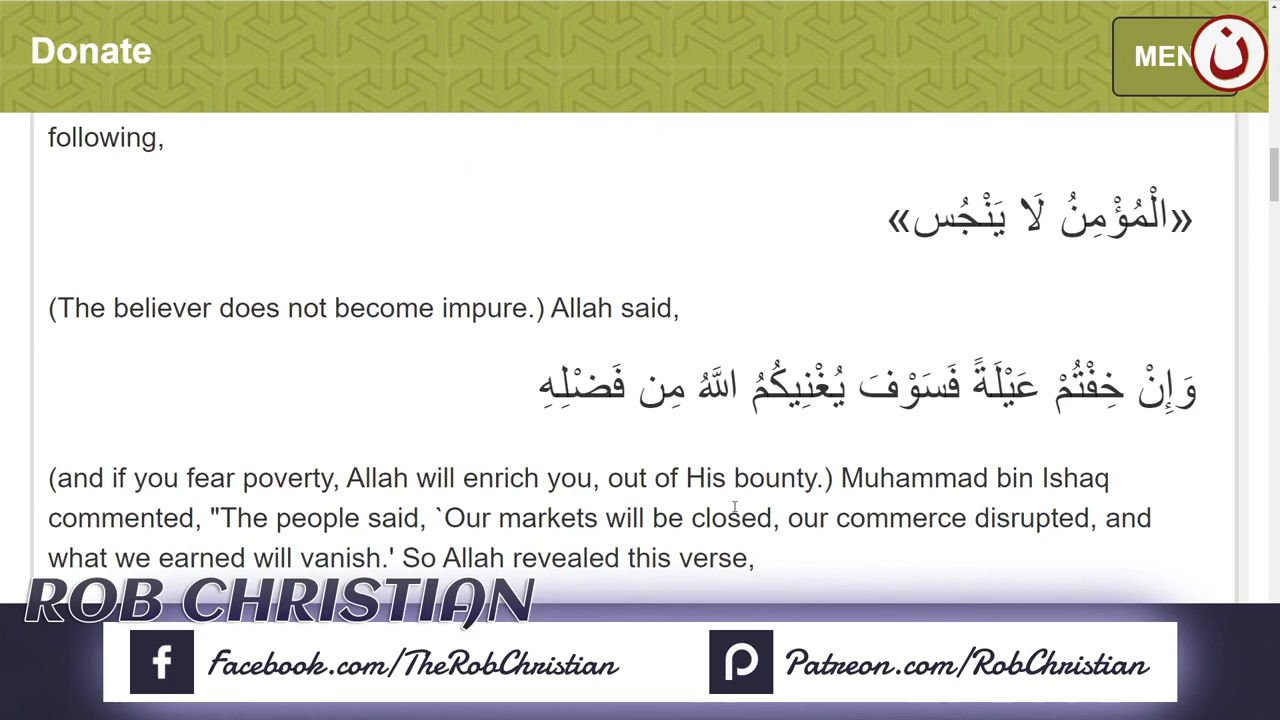 Donate
MEN
ن
following,
«الْمُؤْمِنُ لَا يَنْجُس»
(The believer does not become impure.) Allah said,
وَإِنْ خِفْتُمْ عَيْلَةً فَسَوْفَ يُغْنِيكُمُ اللَّهُ مِن فَضْلِهِ
(and if you fear poverty, Allah will enrich you, out of His bounty.) Muhammad bin Ishaq
commented, "The people said, `Our markets will be closed, our commerce disrupted, and
what we earned will vanish.' So Allah revealed this verse,
ROB CHRISTIAN
Facebook.com/TheRobChristian
Patreon.com/RobChristian